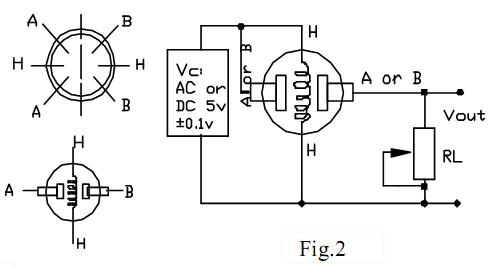 A B
H H
A B
H
A B
H
Vc:
AC or
DC 5v
±0.1v
A or B
H
H
A or B
Vout
RL
Fig.2